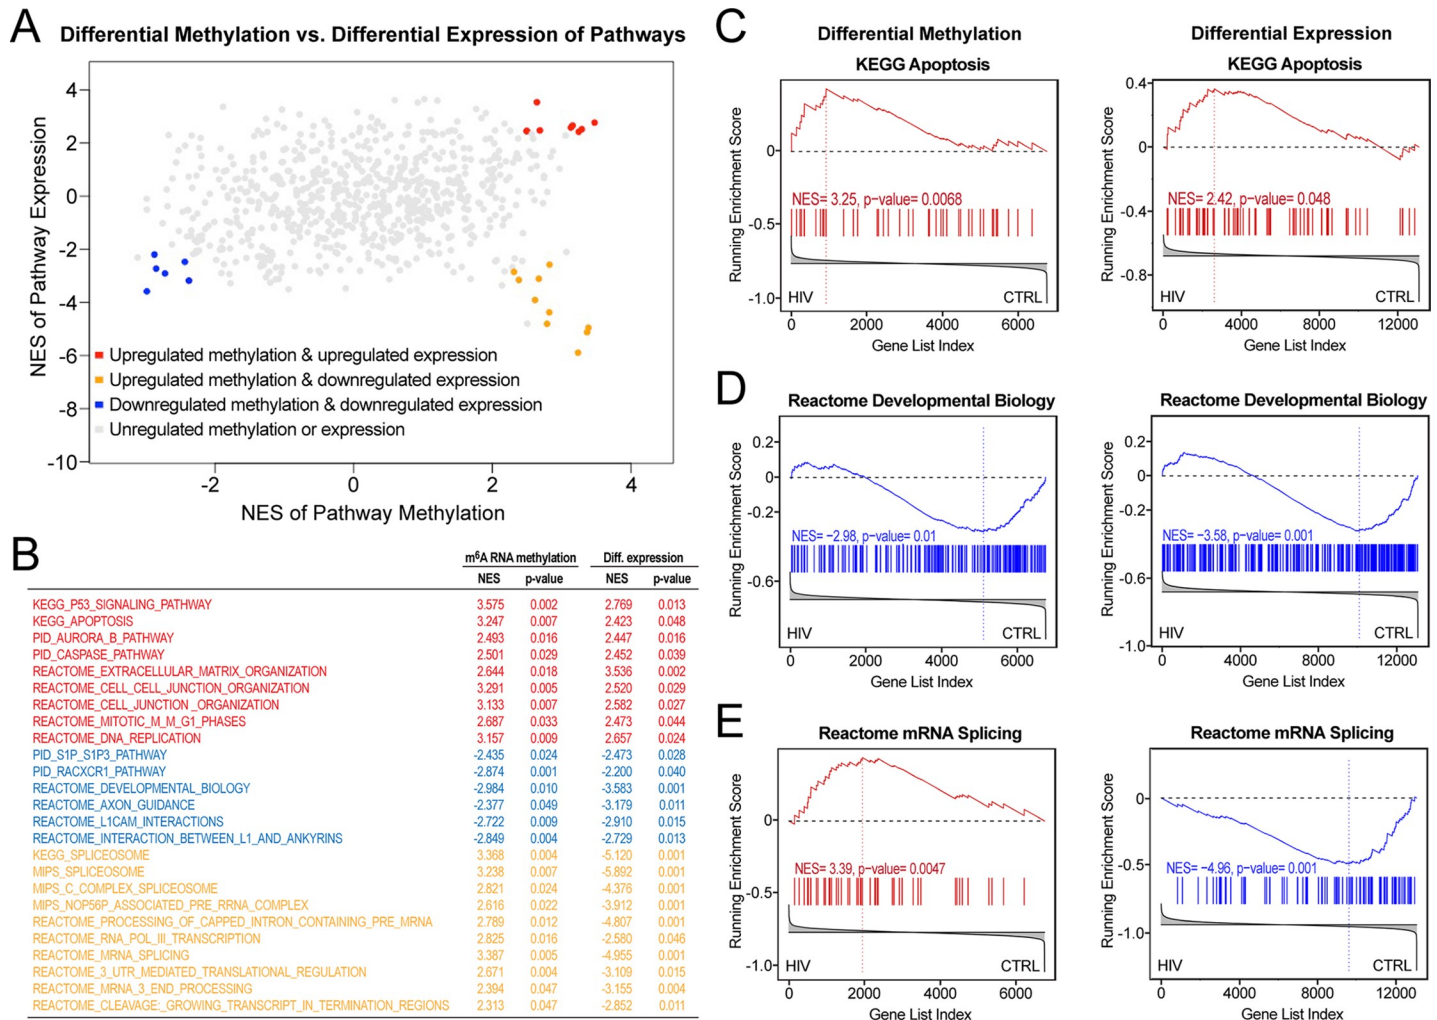 A
Differential Methylation vs. Differential Expression of Pathways
NES of Pathway Expression
4
2
0
-2
-4
-6
-8
-10
Upregulated methylation & upregulated expression
Upregulated methylation & downregulated expression
Downregulated methylation & downregulated expression
Unregulated methylation or expression
-2
0
2
4
NES of Pathway Methylation
B
m⁶A RNA methylation Diff. expression
NES p-value NES p-value
KEGG_P53_SIGNALING_PATHWAY 3.575 0.002 2.769 0.013
KEGG_APOPTOSIS 3.247 0.007 2.423 0.048
PID_AURORA_B_PATHWAY 2.493 0.016 2.447 0.016
PID_CASPASE_PATHWAY 2.501 0.029 2.452 0.039
REACTOME_EXTRACELLULAR_MATRIX_ORGANIZATION 2.644 0.018 3.536 0.002
REACTOME_CELL_CELL_JUNCTION_ORGANIZATION 3.291 0.005 2.520 0.029
REACTOME_CELL_JUNCTION_ORGANIZATION 3.133 0.007 2.582 0.027
REACTOME_MITOTIC_M_M_G1_PHASES 2.687 0.033 2.473 0.044
REACTOME_DNA_REPLICATION 3.157 0.009 2.657 0.024
PID_S1P_S1P3_PATHWAY -2.435 0.024 -2.473 0.028
PID_RACXCR1_PATHWAY -2.874 0.001 -2.200 0.040
REACTOME_DEVELOPMENTAL_BIOLOGY -2.984 0.010 -3.583 0.001
REACTOME_AXON_GUIDANCE -2.377 0.049 -3.179 0.011
REACTOME_L1CAM_INTERACTIONS -2.722 0.009 -2.910 0.015
REACTOME_INTERACTION_BETWEEN_L1_AND_ANKYRINS -2.849 0.004 -2.729 0.013
KEGG_SPLICEOSOME 3.368 0.004 -5.120 0.001
MIPS_SPLICEOSOME 3.238 0.007 -5.892 0.001
MIPS_C_COMPLEX_SPLICEOSOME 2.821 0.024 -4.376 0.001
MIPS_NOP56P_ASSOCIATED_PRE_RRNA_COMPLEX 2.616 0.022 -3.912 0.001
REACTOME_PROCESSING_OF_CAPPED_INTRON_CONTAINING_PRE_MRNA 2.789 0.012 -4.807 0.001
REACTOME_RNA_POL_III_TRANSCRIPTION 2.825 0.016 -2.580 0.046
REACTOME_MRNA_SPLICING 3.387 0.005 -4.955 0.001
REACTOME_3_UTR_MEDIATED_TRANSLATIONAL_REGULATION 2.671 0.004 -3.109 0.015
REACTOME_MRNA_3_END_PROCESSING 2.394 0.047 -3.155 0.004
REACTOME_CLEAVAGE:_GROWING_TRANSCRIPT_IN_TERMINATION_REGIONS 2.313 0.047 -2.852 0.011
C
Differential Methylation
KEGG Apoptosis
Running Enrichment Score
0
-0.5
-1.0
NES= 3.25, p−value= 0.0068
HIV CTRL
0 2000 4000 6000
Gene List Index
Differential Expression
KEGG Apoptosis
Running Enrichment Score
0.4
0
-0.4
-0.8
NES= 2.42, p−value= 0.048
HIV CTRL
0 4000 8000 12000
Gene List Index
D
Reactome Developmental Biology
Running Enrichment Score
0.2
0
-0.2
-0.6
NES= −2.98, p−value= 0.01
HIV CTRL
0 2000 4000 6000
Gene List Index
Reactome Developmental Biology
Running Enrichment Score
0.2
0
-0.2
-0.6
-1.0
NES= −3.58, p−value= 0.001
HIV CTRL
0 4000 8000 12000
Gene List Index
E
Reactome mRNA Splicing
Running Enrichment Score
0
-0.5
-1.0
NES= 3.39, p−value= 0.0047
HIV CTRL
0 2000 4000 6000
Gene List Index
Reactome mRNA Splicing
Running Enrichment Score
0
-0.5
-1.0
NES= −4.96, p−value= 0.001
HIV CTRL
0 4000 8000 12000
Gene List Index